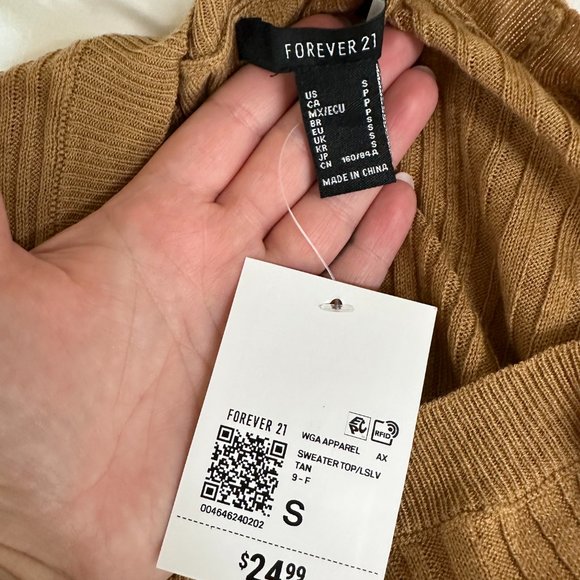 FOREVER 21
US S
CA P
MX/ECU P
BR P
EU S
UK S
KR S
JP S
CN 160/84A
MADE IN CHINA
RFID
FOREVER 21
WGA APPAREL AX
SWEATER TOP/LSLV
TAN
9-F
004646240202
S
$24.99